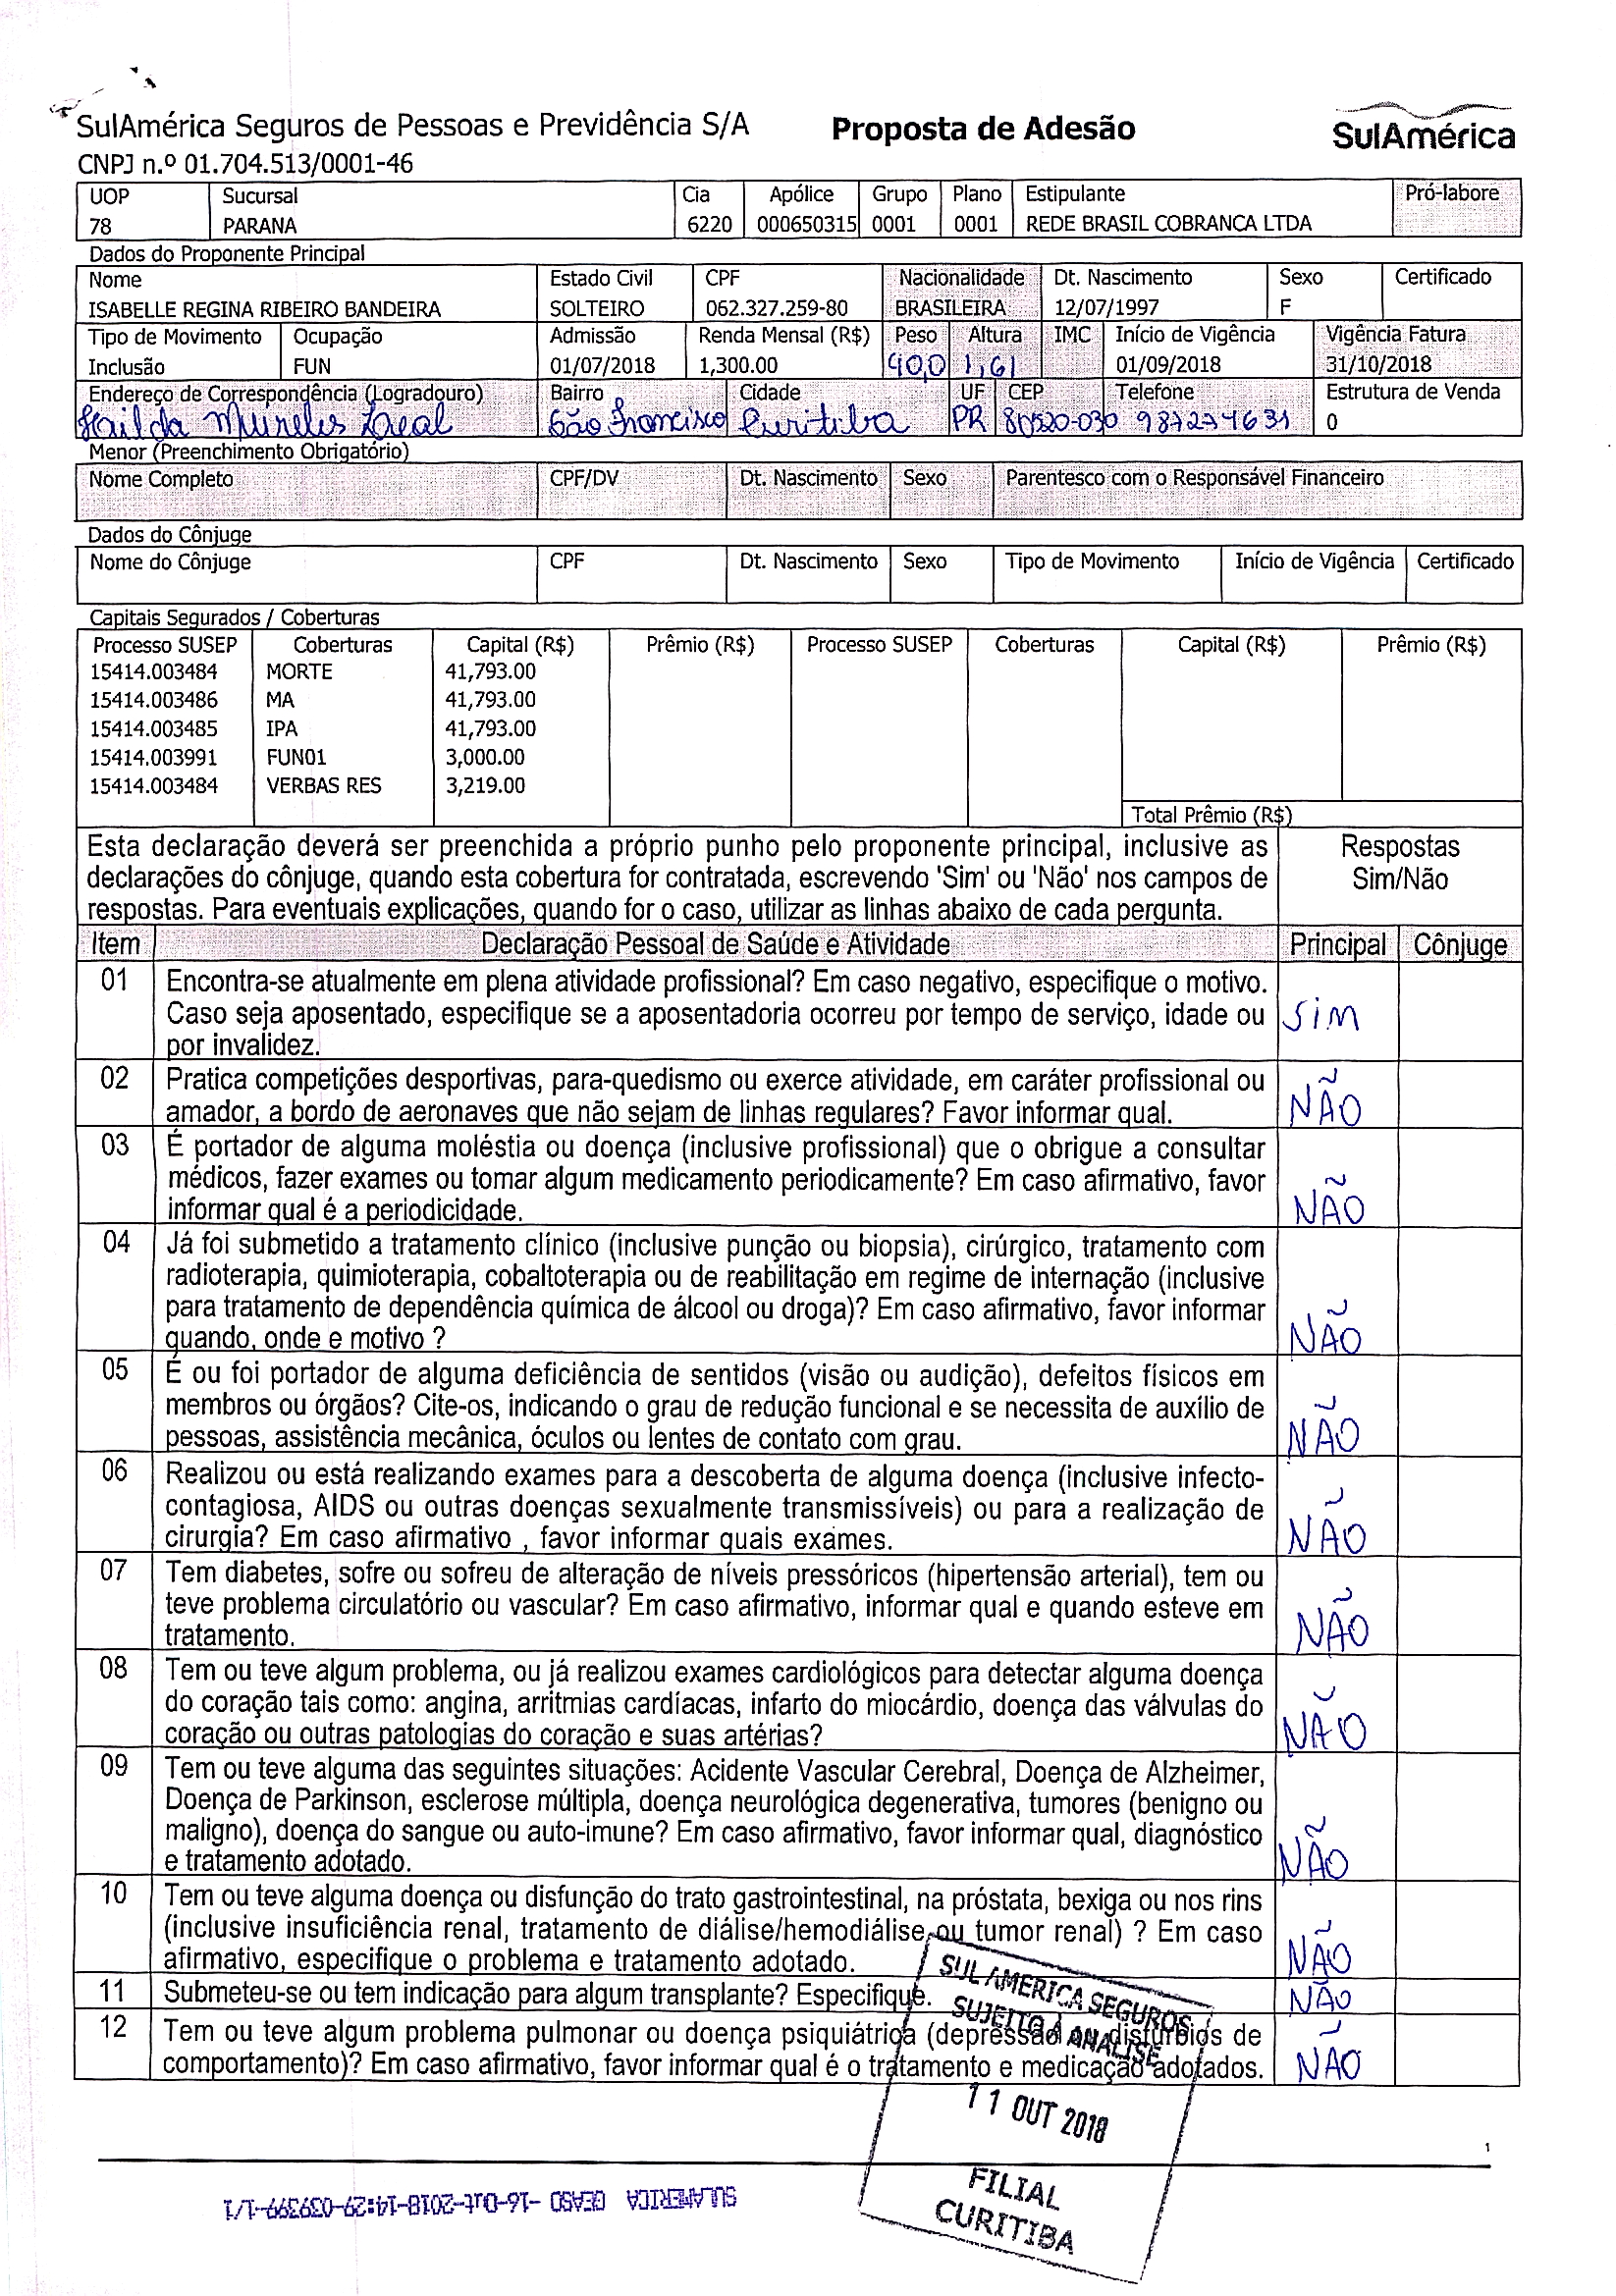 SulAmérica Seguros de Pessoas e Previdência S/A Proposta de Adesão SulAmérica
CNPJ n.º 01.704.513/0001-46
UOP Sucursal Cia Apólice Grupo Plano Estipulante Pró-labore
78 PARANA 6220 000650315 0001 0001 REDE BRASIL COBRANCA LTDA
Dados do Proponente Principal
Nome Estado Civil CPF Nacionalidade Dt. Nascimento Sexo Certificado
ISABELLE REGINA RIBEIRO BANDEIRA SOLTEIRO 062.327.259-80 BRASILEIRA 12/07/1997 F
Tipo de Movimento Ocupação Admissão Renda Mensal (R$) Peso Altura IMC Início de Vigência Vigência Fatura
Inclusão FUN 01/07/2018 1,300.00 40,0 1,61 01/09/2018 31/10/2018
Endereço de Correspondência (Logradouro) Bairro Cidade UF CEP Telefone Estrutura de Venda
São Francisco Curitiba PR 80520-030 0
Menor (Preenchimento Obrigatório)
Nome Completo CPF/DV Dt. Nascimento Sexo Parentesco com o Responsável Financeiro
Dados do Cônjuge
Nome do Cônjuge CPF Dt. Nascimento Sexo Tipo de Movimento Início de Vigência Certificado
Capitais Segurados / Coberturas
Processo SUSEP Coberturas Capital (R$) Prêmio (R$) Processo SUSEP Coberturas Capital (R$) Prêmio (R$)
15414.003484 MORTE 41,793.00
15414.003486 MA 41,793.00
15414.003485 IPA 41,793.00
15414.003991 FUN01 3,000.00
15414.003484 VERBAS RES 3,219.00
Total Prêmio (R$)
Esta declaração deverá ser preenchida a próprio punho pelo proponente principal, inclusive as Respostas
declarações do cônjuge, quando esta cobertura for contratada, escrevendo 'Sim' ou 'Não' nos campos de Sim/Não
respostas. Para eventuais explicações, quando for o caso, utilizar as linhas abaixo de cada pergunta.
Item Declaração Pessoal de Saúde e Atividade Principal Cônjuge
01 Encontra-se atualmente em plena atividade profissional? Em caso negativo, especifique o motivo.
Caso seja aposentado, especifique se a aposentadoria ocorreu por tempo de serviço, idade ou Sim
por invalidez.
02 Pratica competições desportivas, para-quedismo ou exerce atividade, em caráter profissional ou
amador, a bordo de aeronaves que não sejam de linhas regulares? Favor informar qual. NÃO
03 É portador de alguma moléstia ou doença (inclusive profissional) que o obrigue a consultar
médicos, fazer exames ou tomar algum medicamento periodicamente? Em caso afirmativo, favor
informar qual é a periodicidade. NÃO
04 Já foi submetido a tratamento clínico (inclusive punção ou biopsia), cirúrgico, tratamento com
radioterapia, quimioterapia, cobaltoterapia ou de reabilitação em regime de internação (inclusive
para tratamento de dependência química de álcool ou droga)? Em caso afirmativo, favor informar
quando, onde e motivo ? NÃO
05 É ou foi portador de alguma deficiência de sentidos (visão ou audição), defeitos físicos em
membros ou órgãos? Cite-os, indicando o grau de redução funcional e se necessita de auxílio de
pessoas, assistência mecânica, óculos ou lentes de contato com grau. NÃO
06 Realizou ou está realizando exames para a descoberta de alguma doença (inclusive infecto-
contagiosa, AIDS ou outras doenças sexualmente transmissíveis) ou para a realização de
cirurgia? Em caso afirmativo , favor informar quais exames. NÃO
07 Tem diabetes, sofre ou sofreu de alteração de níveis pressóricos (hipertensão arterial), tem ou
teve problema circulatório ou vascular? Em caso afirmativo, informar qual e quando esteve em
tratamento. NÃO
08 Tem ou teve algum problema, ou já realizou exames cardiológicos para detectar alguma doença
do coração tais como: angina, arritmias cardíacas, infarto do miocárdio, doença das válvulas do
coração ou outras patologias do coração e suas artérias? NÃO
09 Tem ou teve alguma das seguintes situações: Acidente Vascular Cerebral, Doença de Alzheimer,
Doença de Parkinson, esclerose múltipla, doença neurológica degenerativa, tumores (benigno ou
maligno), doença do sangue ou auto-imune? Em caso afirmativo, favor informar qual, diagnóstico
e tratamento adotado. NÃO
10 Tem ou teve alguma doença ou disfunção do trato gastrointestinal, na próstata, bexiga ou nos rins
(inclusive insuficiência renal, tratamento de diálise/hemodiálise ou tumor renal) ? Em caso
afirmativo, especifique o problema e tratamento adotado. NÃO
11 Submeteu-se ou tem indicação para algum transplante? Especifique. NÃO
12 Tem ou teve algum problema pulmonar ou doença psiquiátrica (depressão ou distúrbios de
comportamento)? Em caso afirmativo, favor informar qual é o tratamento e medicação adotados. NÃO
SUL AMERICA SEGUROS
SUJEITO À ANÁLISE
11 OUT 2018
FILIAL
CURITIBA
1
SULAMERICA GEASO -16-Out-2018-14:29-039399-1/1